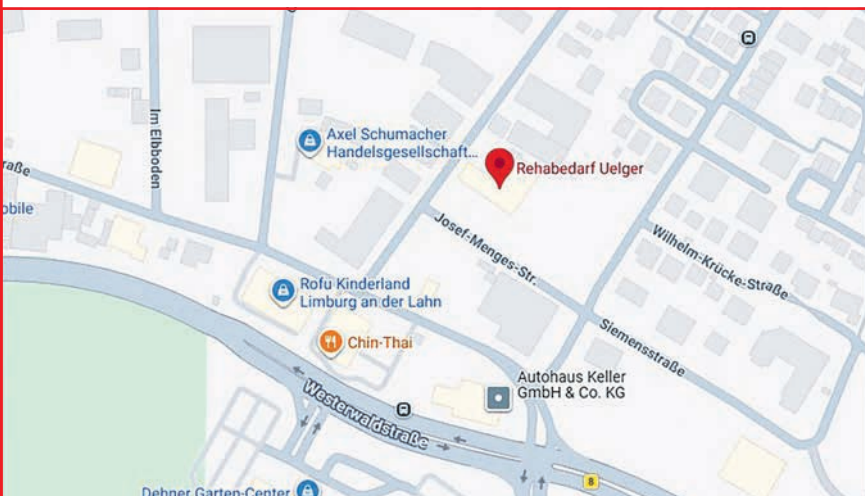 Im Elbboden
Axel Schumacher
Handelsgesellschaft...
Rehabedarf Uelger
raße
obile
Josef-Menges-Str.
Wilhelm-Krücke-Straße
Rofu Kinderland
Limburg an der Lahn
Siemensstraße
Chin-Thai
Autohaus Keller
GmbH & Co. KG
Westerwaldstraße
8
Dehner Garten-Center